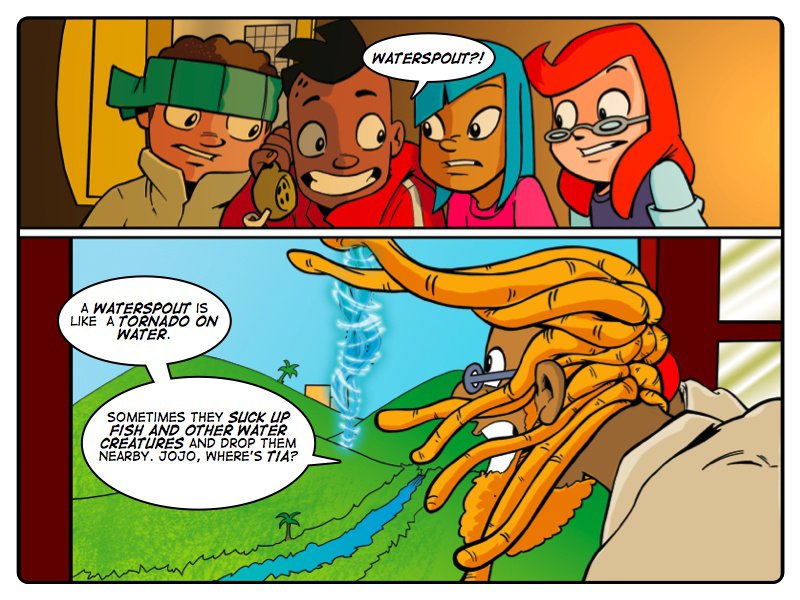 WATERSPOUT?!
A WATERSPOUT IS
LIKE A TORNADO ON
WATER.
SOMETIMES THEY SUCK UP
FISH AND OTHER WATER
CREATURES AND DROP THEM
NEARBY. JOJO, WHERE'S TIA?